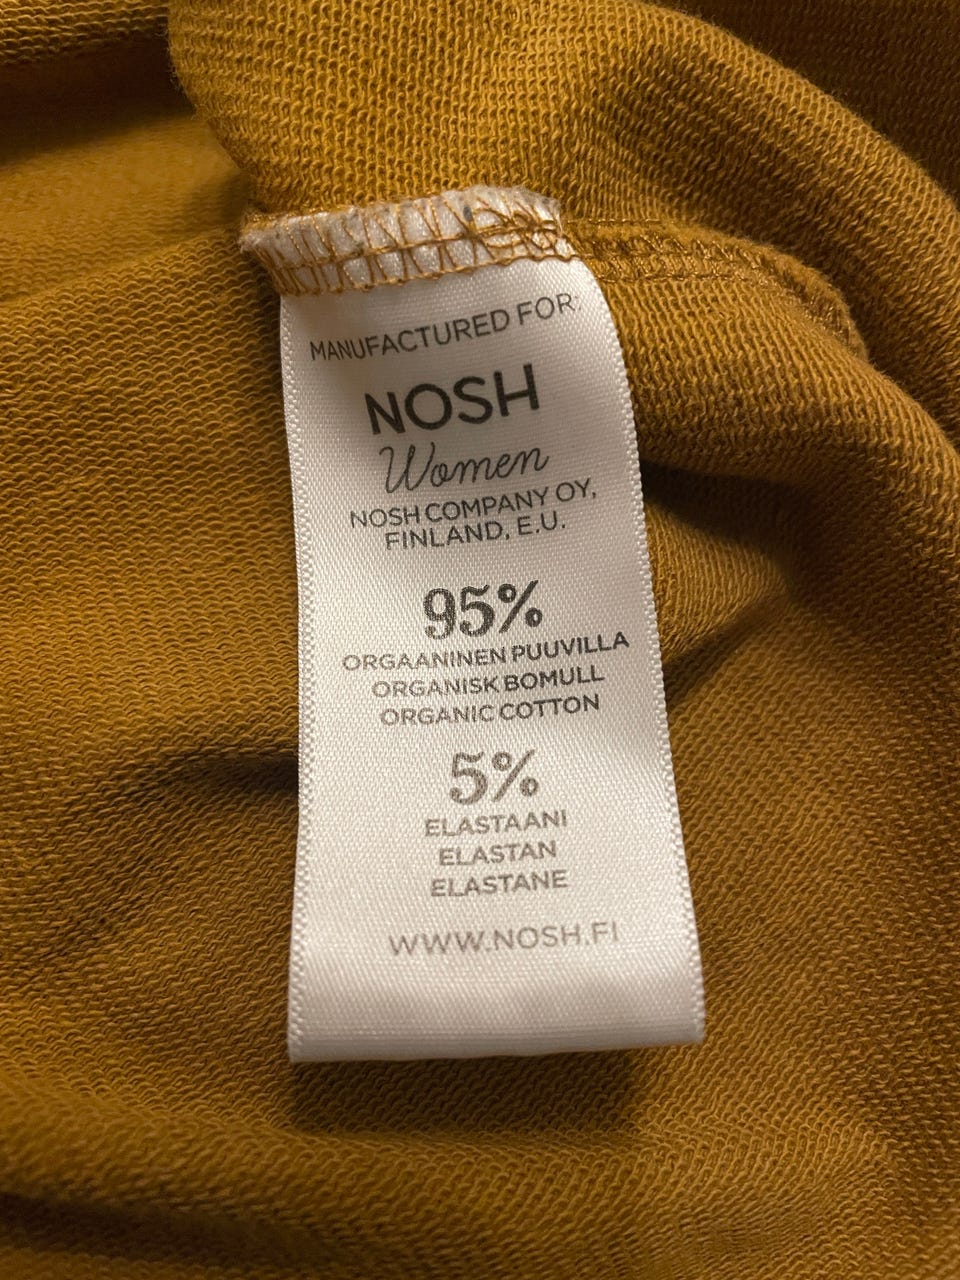 MANUFACTURED FOR:
NOSH
Women
NOSH COMPANY OY,
FINLAND, E.U.
95%
ORGAANINEN PUUVILLA
ORGANISK BOMULL
ORGANIC COTTON
5%
ELASTAANI
ELASTAN
ELASTANE
WWW.NOSH.FI